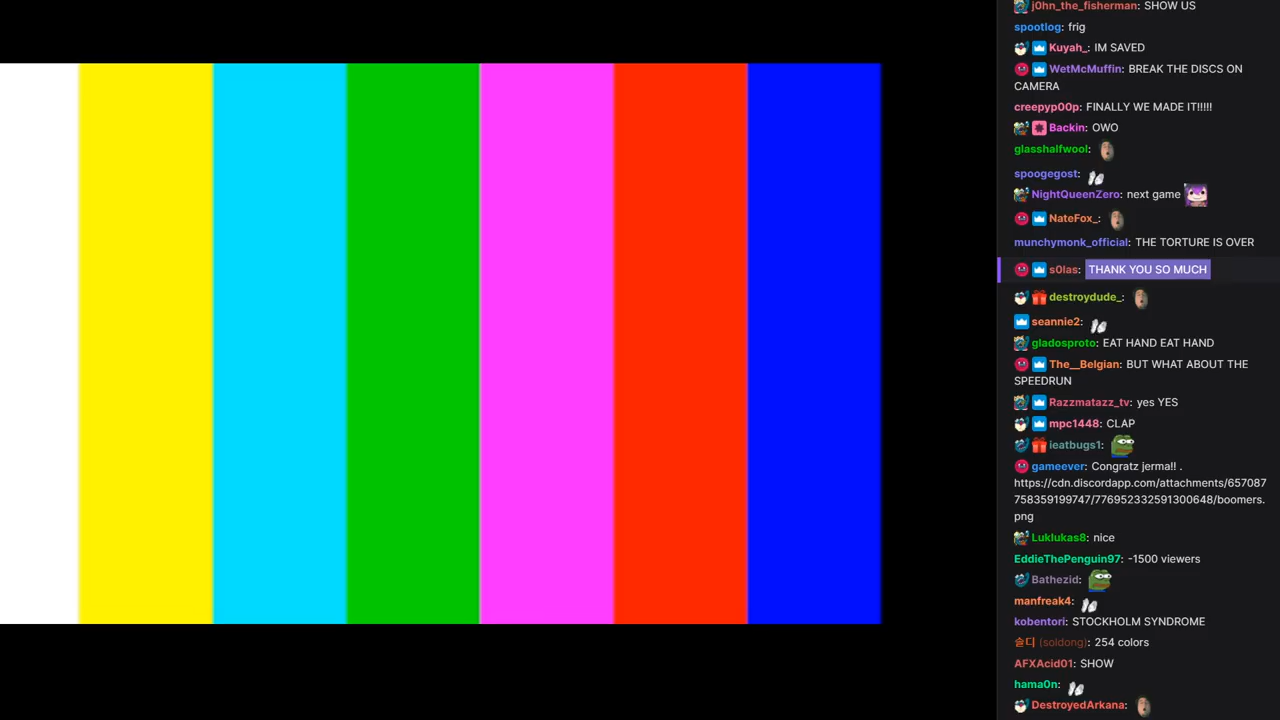 j0hn_the_fisherman: SHOW US
spootlog: frig
Kuyah_: IM SAVED
WetMcMuffin: BREAK THE DISCS ON
CAMERA
creepyp00p: FINALLY WE MADE IT!!!!!
Backin: OWO
glasshalfwool:
spoogegost:
NightQueenZero: next game
NateFox_:
munchymonk_official: THE TORTURE IS OVER
s0las: THANK YOU SO MUCH
destroydude_:
seannie2:
gladosproto: EAT HAND EAT HAND
The__Belgian: BUT WHAT ABOUT THE
SPEEDRUN
Razzmatazz_tv: yes YES
mpc1448: CLAP
ieatbugs1:
gameever: Congratz jerma!! .
https://cdn.discordapp.com/attachments/657087
758359199747/776952332591300648/boomers.
png
Luklukas8: nice
EddieThePenguin97: -1500 viewers
Bathezid:
manfreak4:
kobentori: STOCKHOLM SYNDROME
솔디 (soldong): 254 colors
AFXAcid01: SHOW
hama0n:
DestroyedArkana: